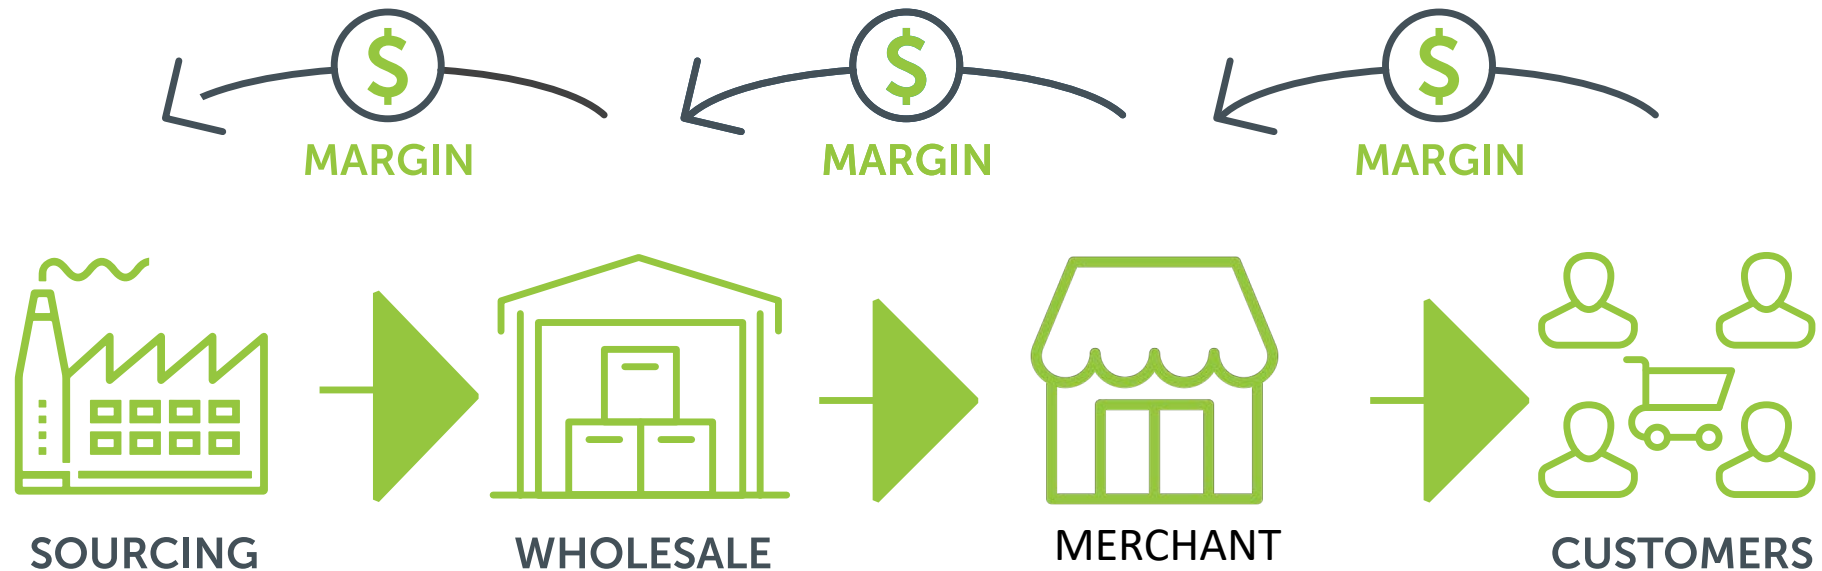 $ $ $
MARGIN MARGIN MARGIN
SOURCING WHOLESALE MERCHANT CUSTOMERS